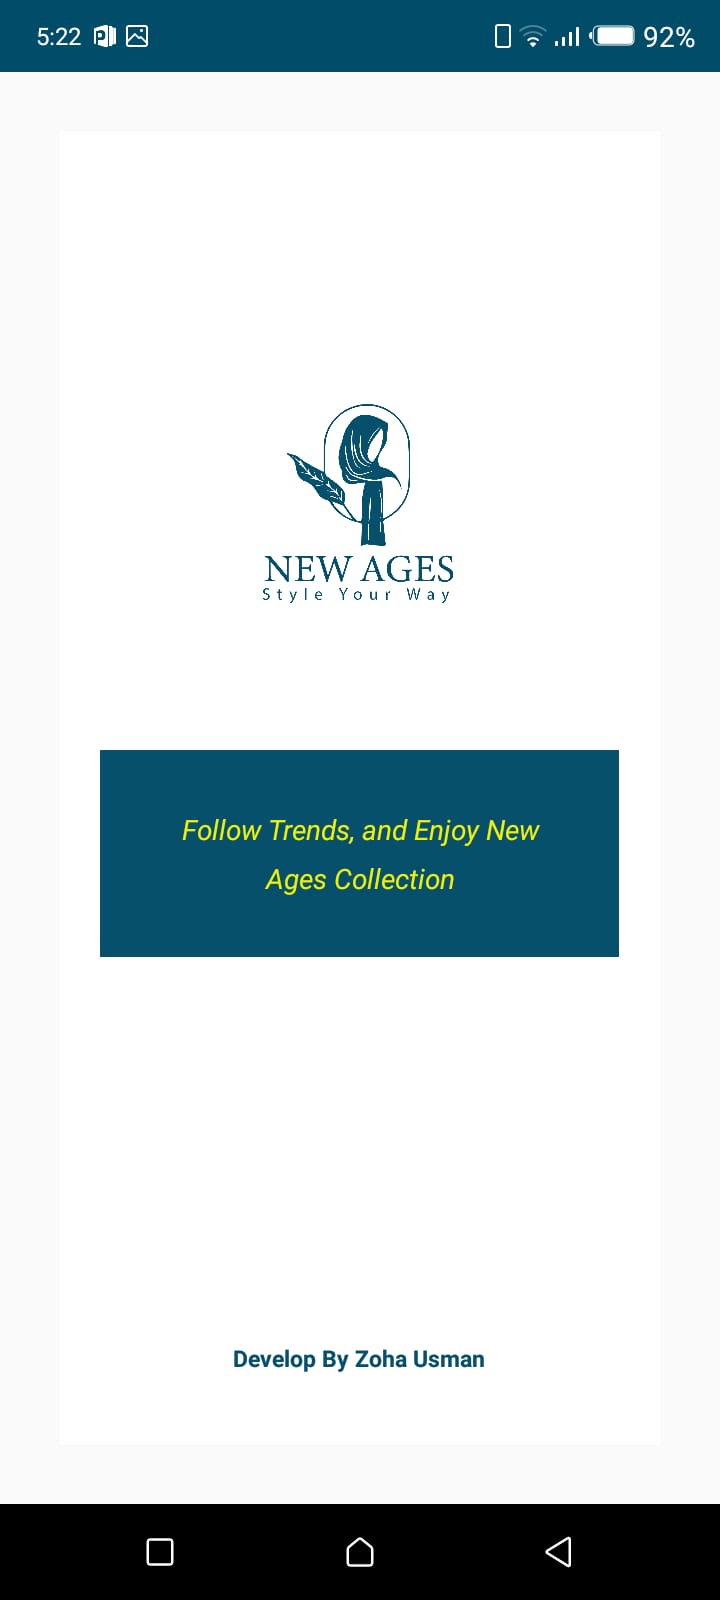 5:22 92%
NEW AGES
Style Your Way
Follow Trends, and Enjoy New
Ages Collection
Develop By Zoha Usman